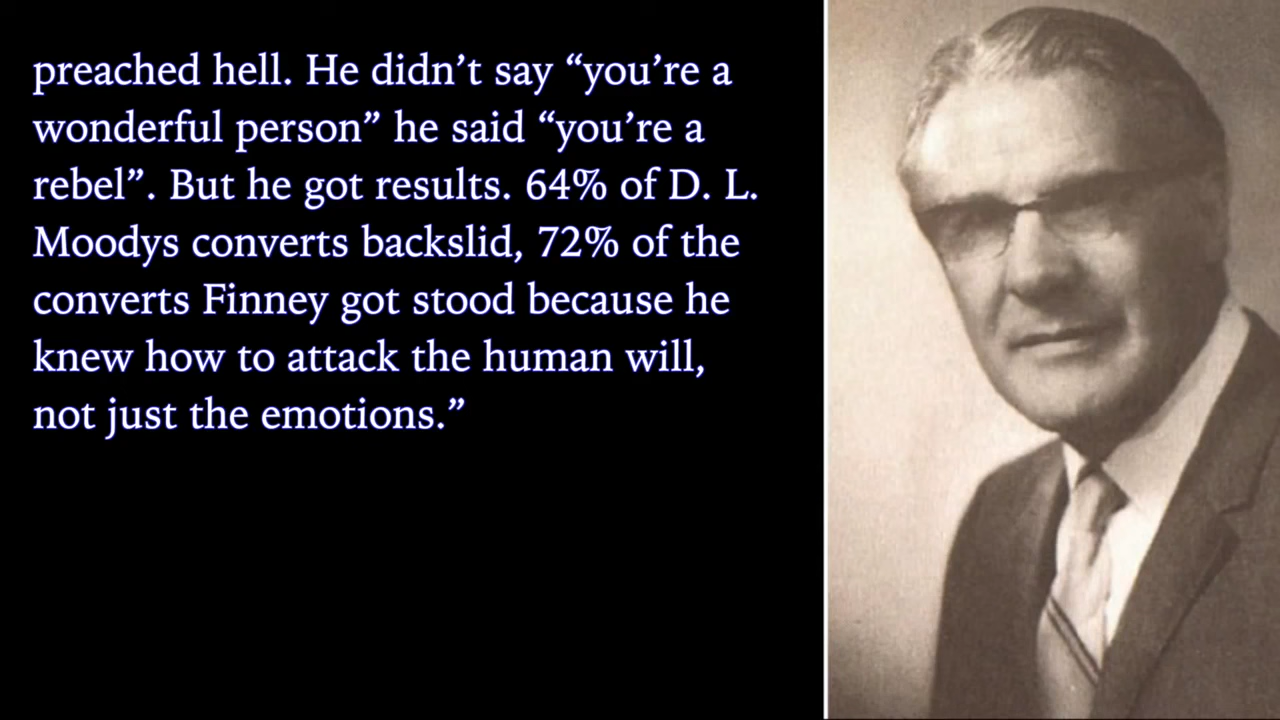 preached hell. He didn’t say “you’re a
wonderful person” he said “you’re a
rebel”. But he got results. 64% of D. L.
Moodys converts backslid, 72% of the
converts Finney got stood because he
knew how to attack the human will,
not just the emotions.”